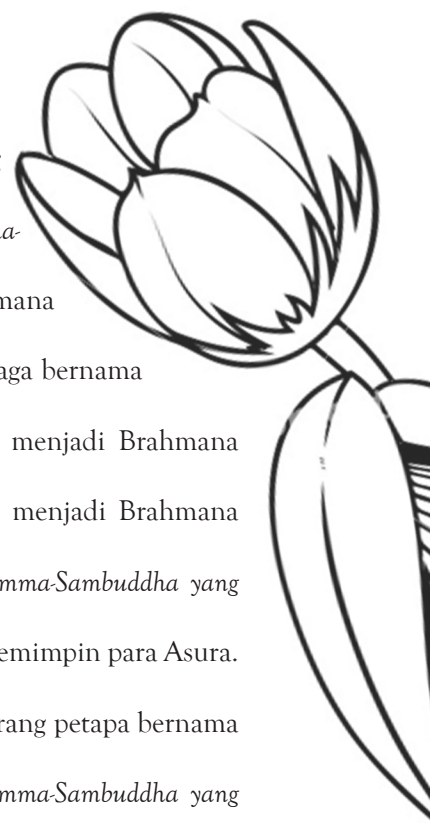 a-
mana
aga bernama
menjadi Brahmana
menjadi Brahmana
mma-Sambuddha yang
emimpin para Asura.
rang petapa bernama
mma-Sambuddha yang